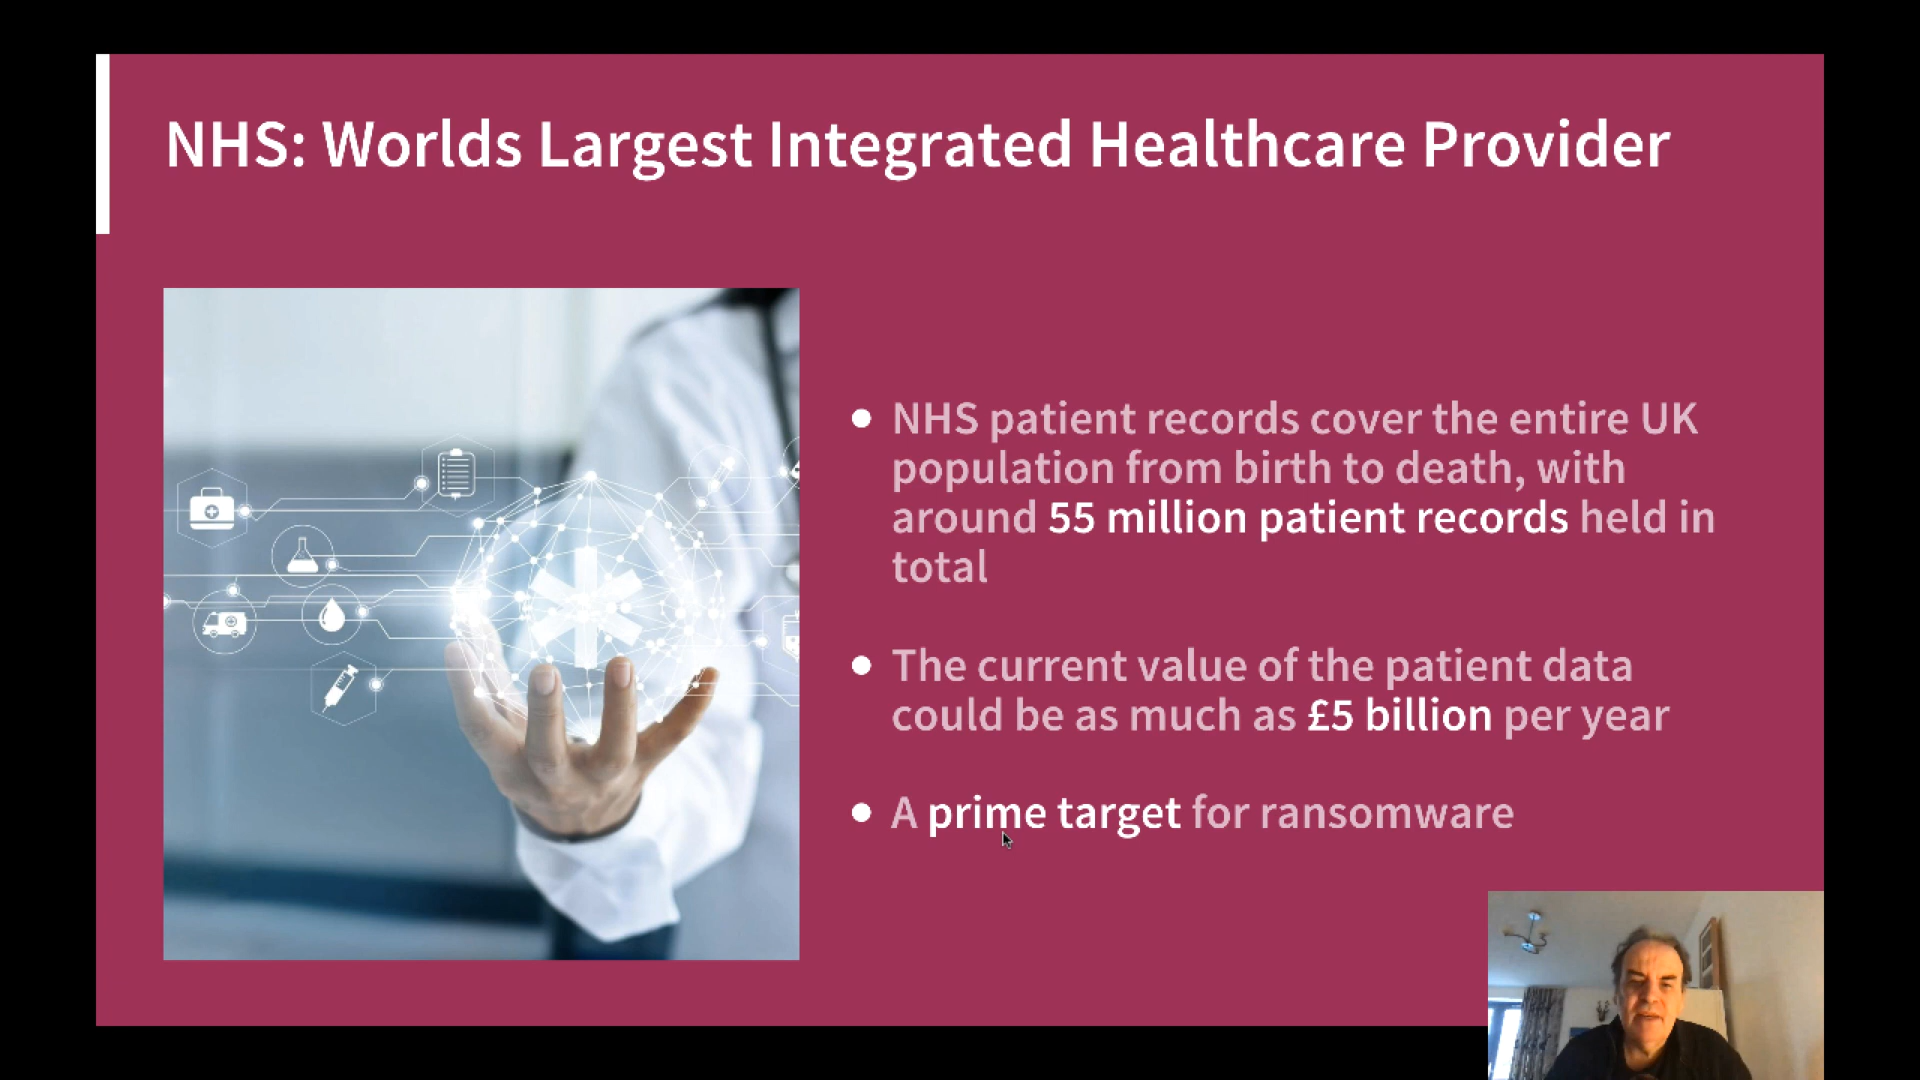 NHS: Worlds Largest Integrated Healthcare Provider
NHS patient records cover the entire UK
population from birth to death, with
around 55 million patient records held in
total
The current value of the patient data
could be as much as £5 billion per year
A prime target for ransomware